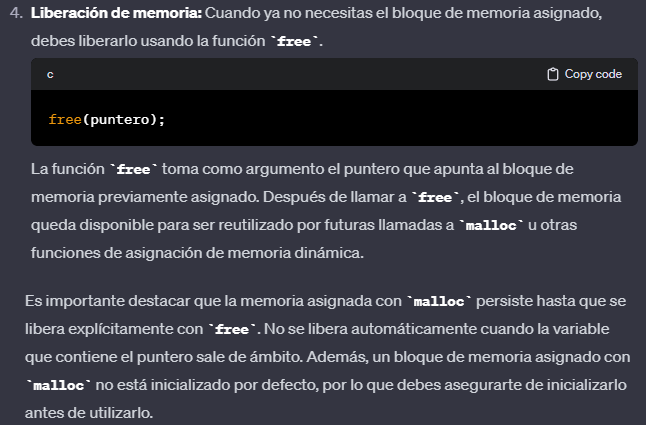 4. Liberación de memoria: Cuando ya no necesitas el bloque de memoria asignado,
debes liberarlo usando la función `free`.
c Copy code
free(puntero);
La función `free` toma como argumento el puntero que apunta al bloque de
memoria previamente asignado. Después de llamar a `free`, el bloque de memoria
queda disponible para ser reutilizado por futuras llamadas a `malloc` u otras
funciones de asignación de memoria dinámica.
Es importante destacar que la memoria asignada con `malloc` persiste hasta que se
libera explícitamente con `free`. No se libera automáticamente cuando la variable
que contiene el puntero sale de ámbito. Además, un bloque de memoria asignado con
`malloc` no está inicializado por defecto, por lo que debes asegurarte de inicializarlo
antes de utilizarlo.